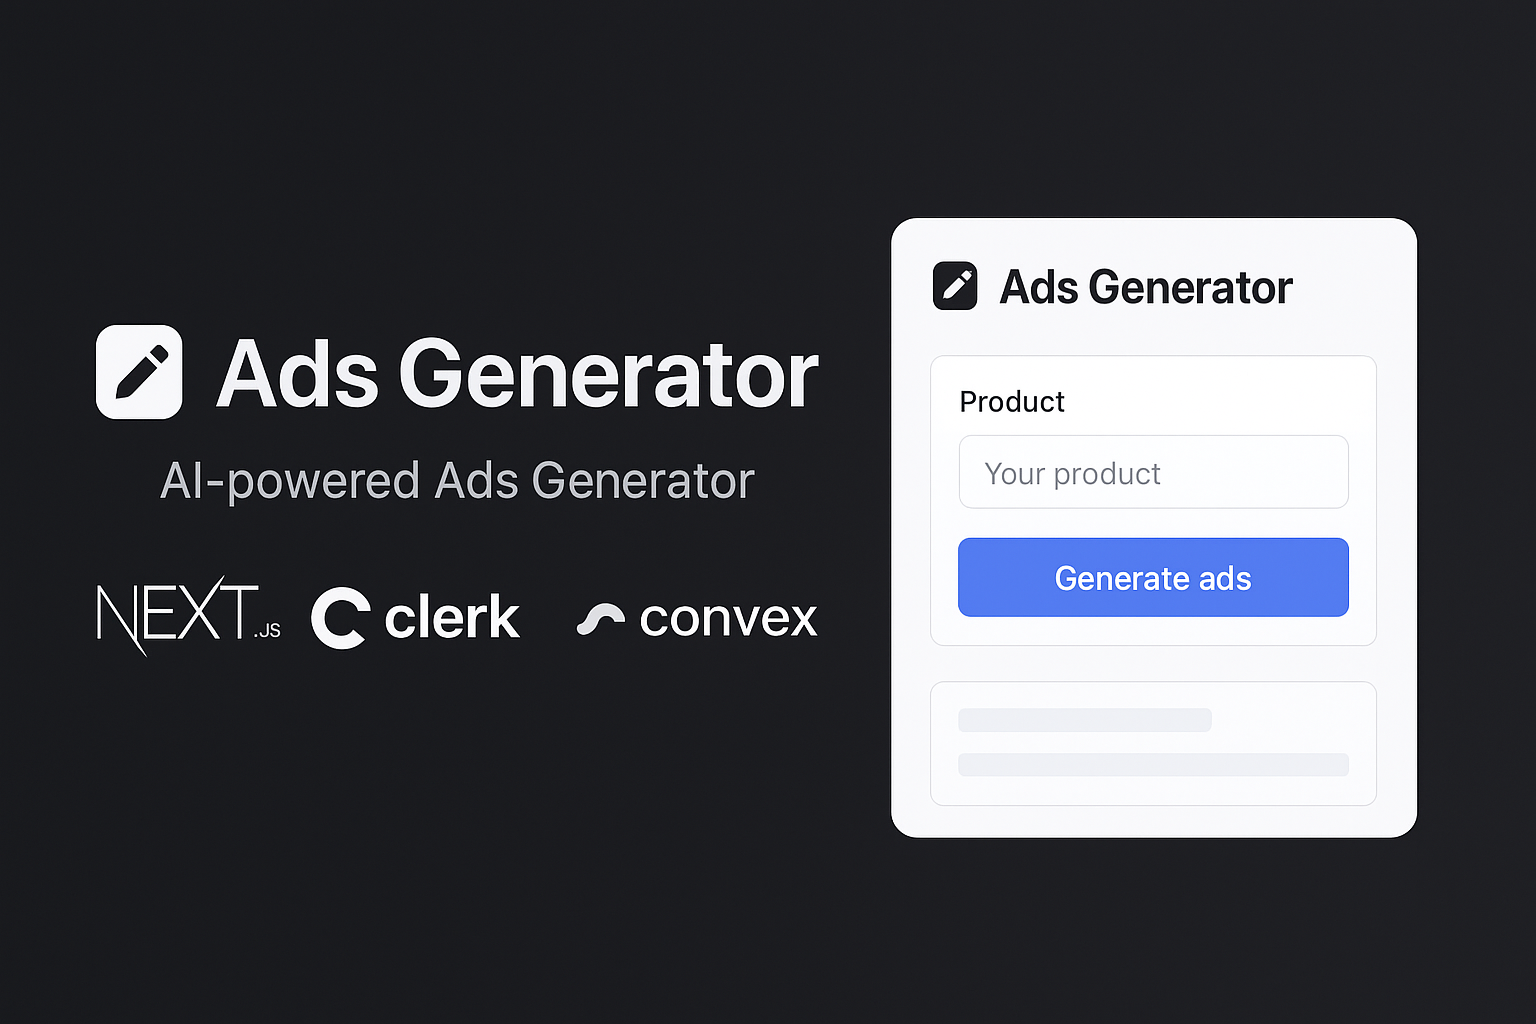 Ads Generator
AI-powered Ads Generator
NEXT.JS
clerk
convex
Ads Generator
Product
Your product
Generate ads